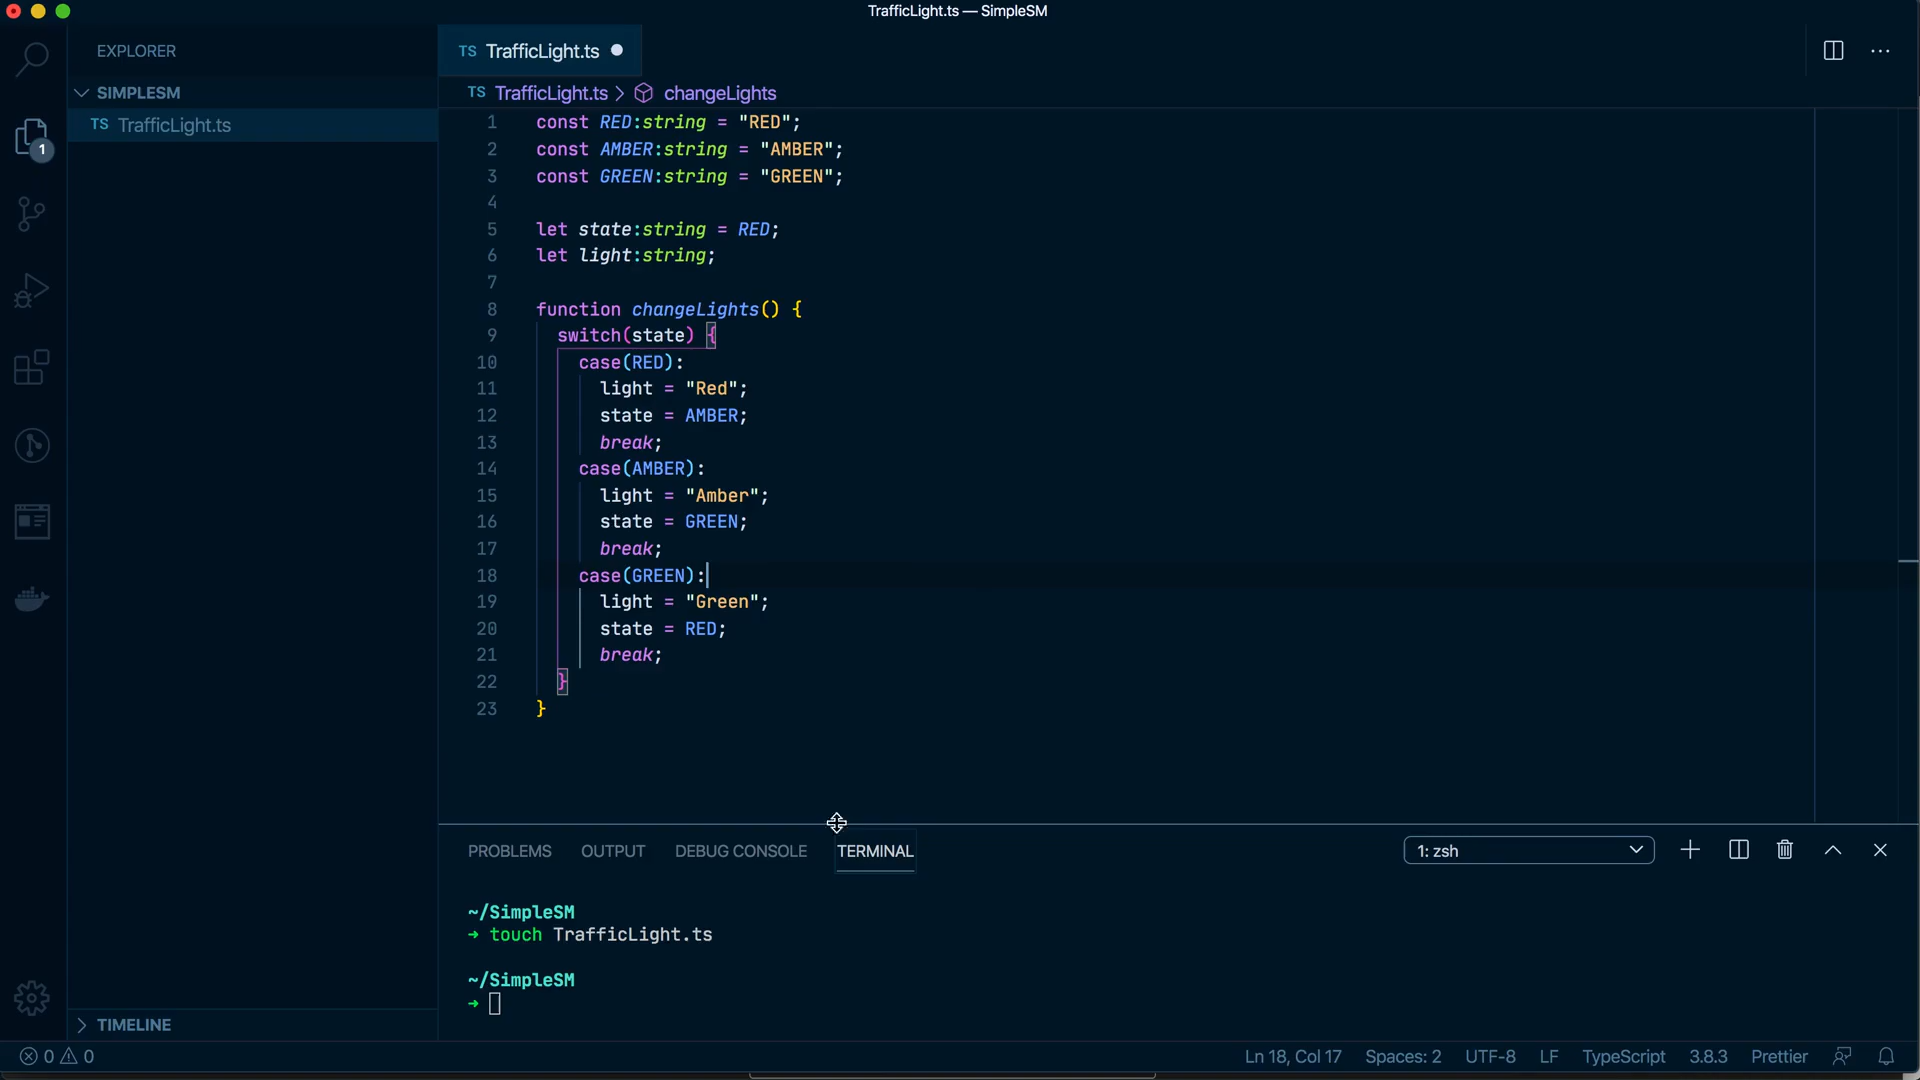 TrafficLight.ts — SimpleSM
EXPLORER
SIMPLESM
TS TrafficLight.ts
1
TIMELINE
TS TrafficLight.ts
TS TrafficLight.ts > changeLights
1 const RED:string = "RED";
2 const AMBER:string = "AMBER";
3 const GREEN:string = "GREEN";
4
5 let state:string = RED;
6 let light:string;
7
8 function changeLights() {
9 switch(state) {
10 case(RED):
11 light = "Red";
12 state = AMBER;
13 break;
14 case(AMBER):
15 light = "Amber";
16 state = GREEN;
17 break;
18 case(GREEN):
19 light = "Green";
20 state = RED;
21 break;
22 }
23 }
PROBLEMS OUTPUT DEBUG CONSOLE TERMINAL 1: zsh
~/SimpleSM
→ touch TrafficLight.ts
~/SimpleSM
→
0 0 Ln 18, Col 17 Spaces: 2 UTF-8 LF TypeScript 3.8.3 Prettier